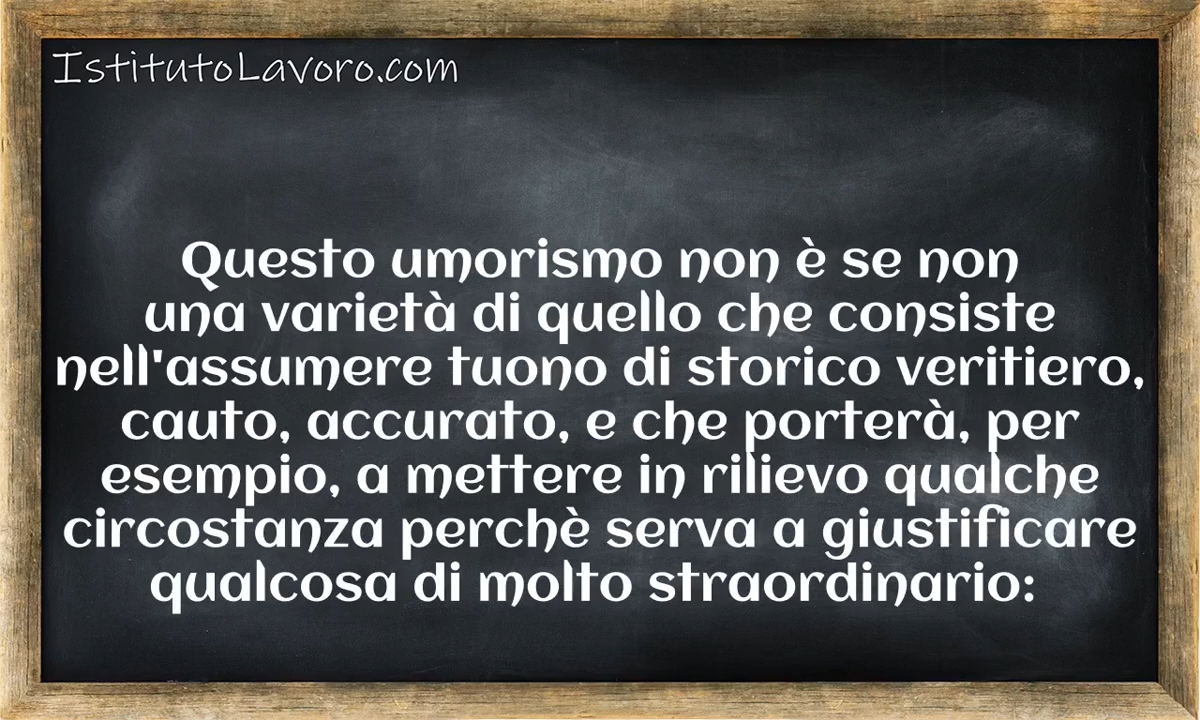 IstitutoLavoro.com
Questo umorismo non è se non
una varietà di quello che consiste
nell'assumere tuono di storico veritiero,
cauto, accurato, e che porterà, per
esempio, a mettere in rilievo qualche
circostanza perchè serva a giustificare
qualcosa di molto straordinario: